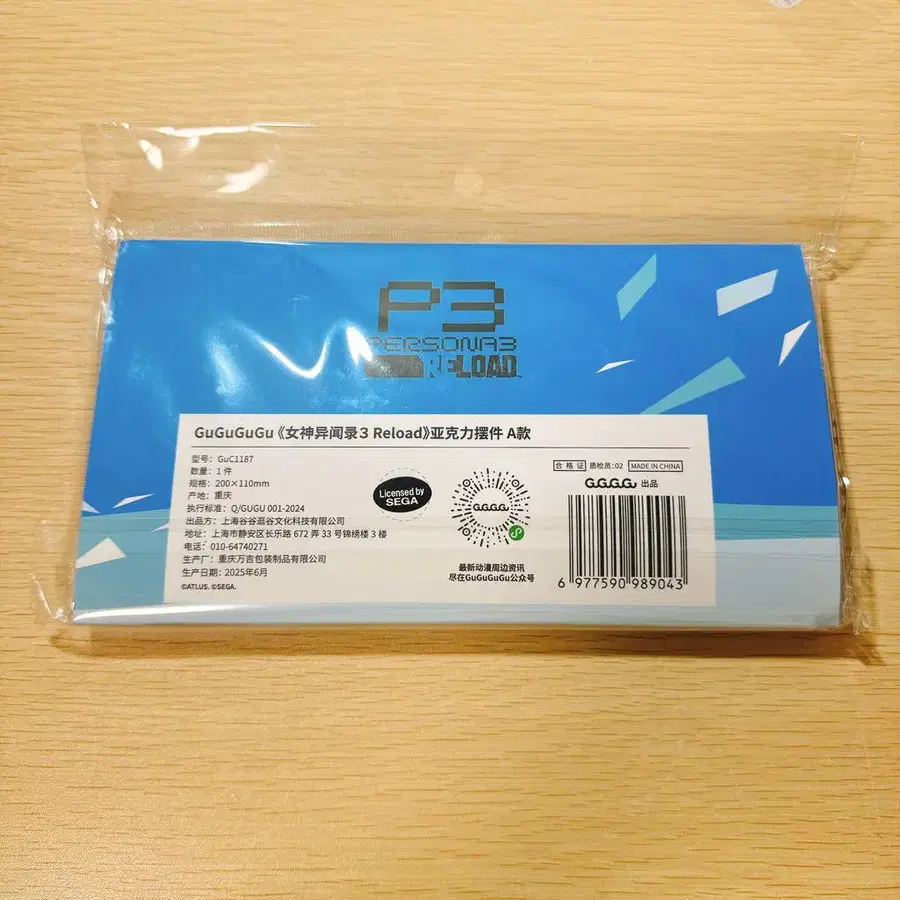 P3
PERSONA3
RELOAD
GuGuGuGu《女神异闻录3 Reload》亚克力摆件 A款
型号：GuC1187
数量：1 件
规格：200×110mm
产地：重庆
执行标准：Q/GUGU 001-2024
出品方：上海谷谷逛谷文化科技有限公司
地址：上海市静安区长乐路 672 弄 33 号锦绣楼 3 楼
电话：010-64740271
生产厂：重庆万吉包装制品有限公司
生产日期：2025年6月
©ATLUS. ©SEGA.
Licensed by
SEGA
G.G.G.G.
最新动漫周边资讯
尽在GuGuGuGu公众号
合格证 质检员：02 MADE IN CHINA
G.G.G.G. 出品
6 977590 989043